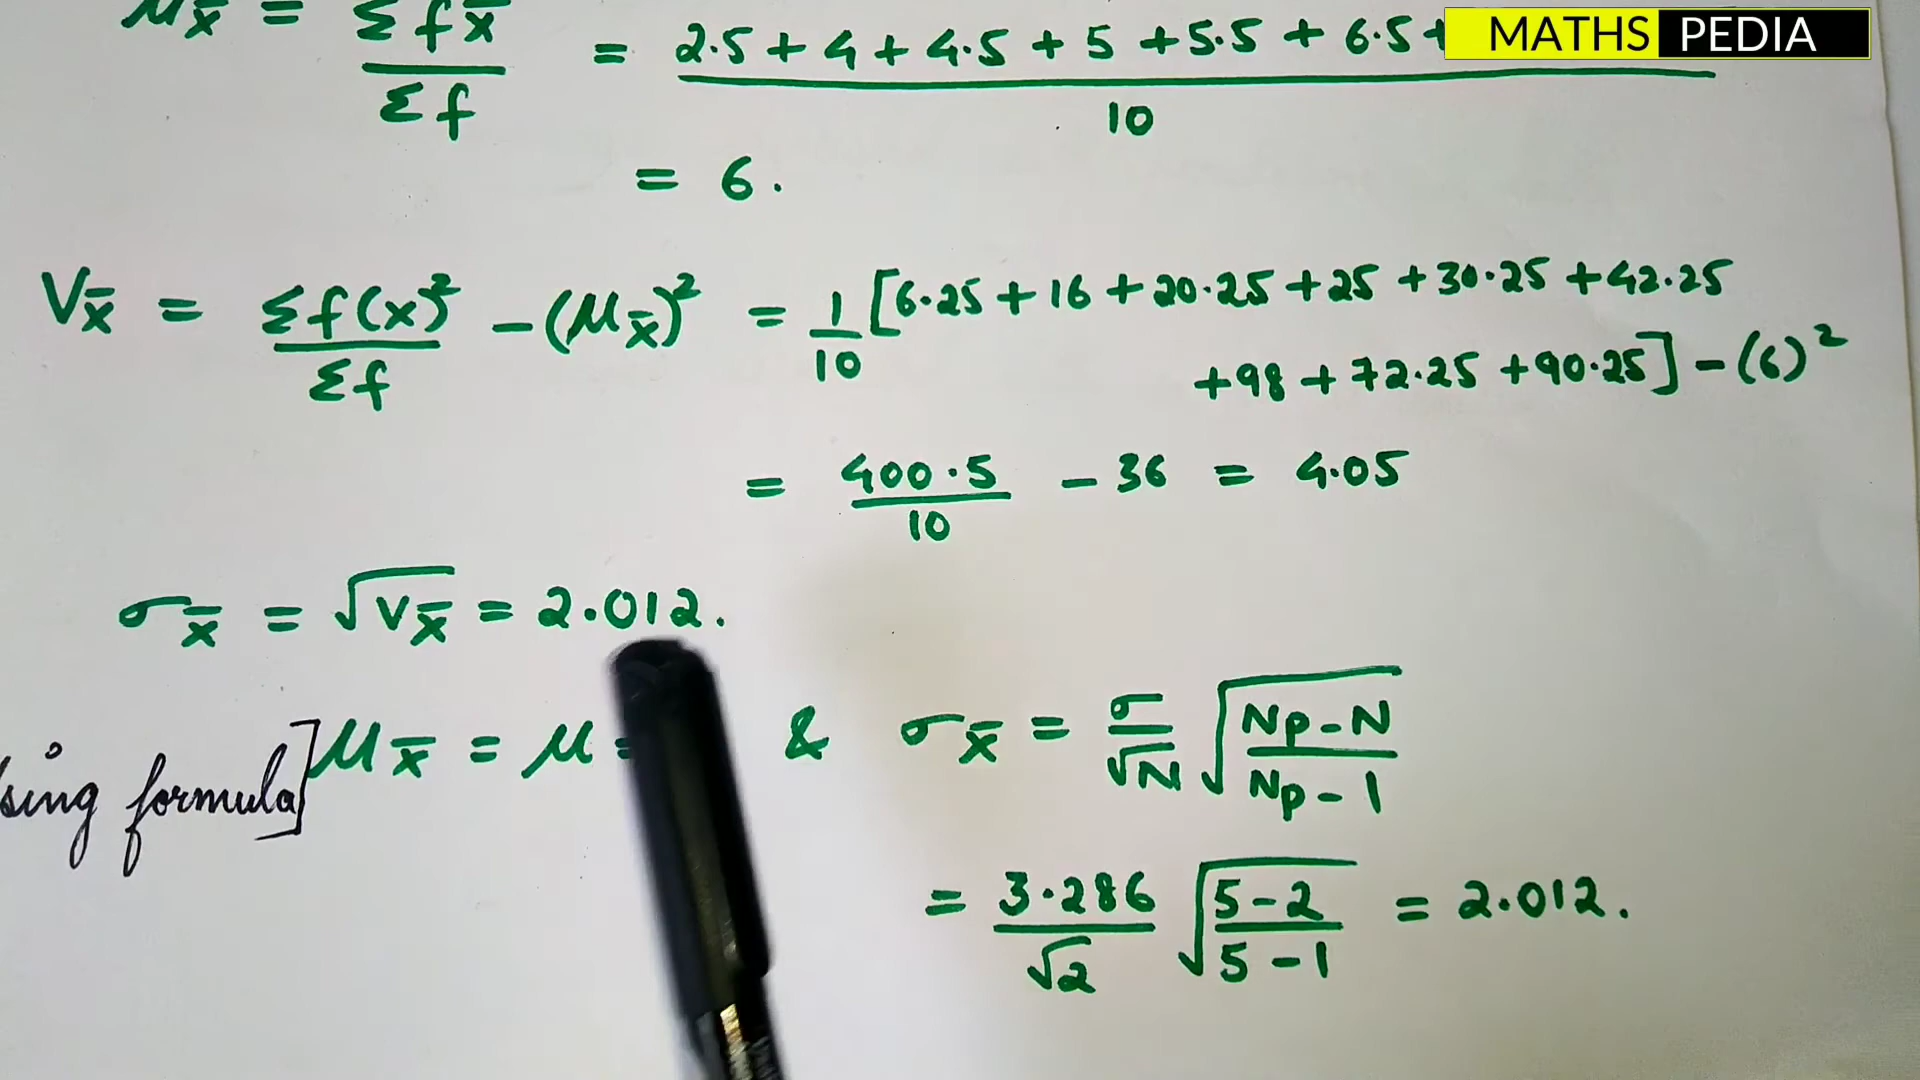 MATHS PEDIA
μx̄ = Σfx̄ / Σf = 2.5 + 4 + 4.5 + 5 + 5.5 + 6.5 + / 10
= 6.
Vx̄ = Σf(x)² / Σf - (μx̄)² = 1/10 [6.25 + 16 + 20.25 + 25 + 30.25 + 42.25
+ 98 + 72.25 + 90.25] - (6)²
= 400.5 / 10 - 36 = 4.05
σx̄ = √Vx̄ = 2.012.
sing formula] μx̄ = μ = & σx̄ = σ/√N √(Np - N / Np - 1)
= 3.286/√2 √(5 - 2 / 5 - 1) = 2.012.